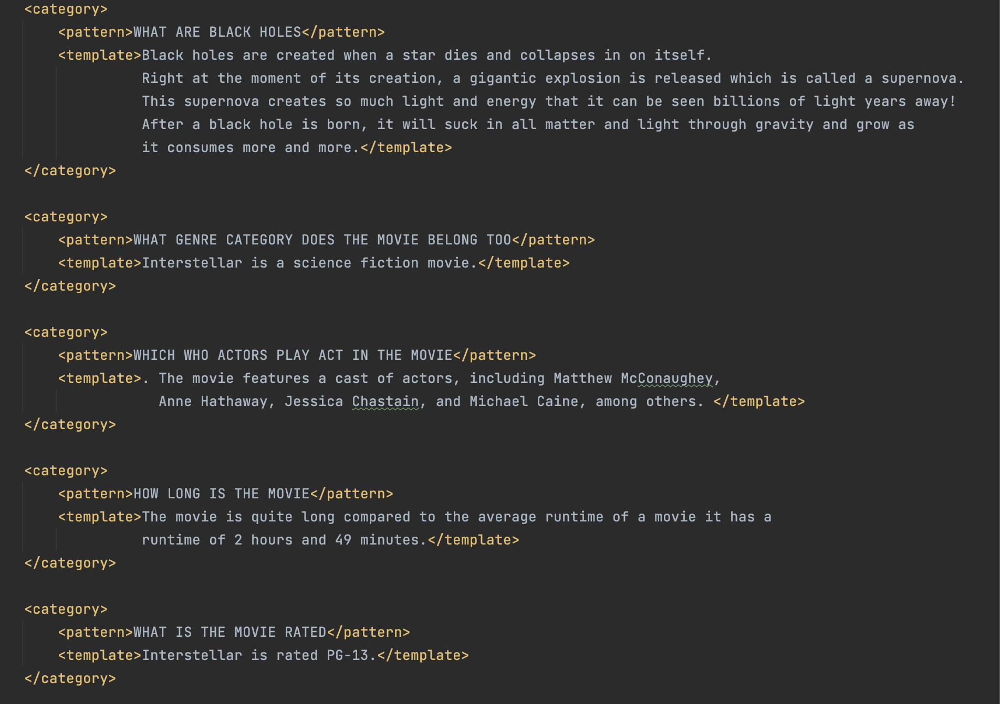 <category>
<pattern>WHAT ARE BLACK HOLES</pattern>
<template>Black holes are created when a star dies and collapses in on itself.
Right at the moment of its creation, a gigantic explosion is released which is called a supernova.
This supernova creates so much light and energy that it can be seen billions of light years away!
After a black hole is born, it will suck in all matter and light through gravity and grow as
it consumes more and more.</template>
</category>
<category>
<pattern>WHAT GENRE CATEGORY DOES THE MOVIE BELONG TOO</pattern>
<template>Interstellar is a science fiction movie.</template>
</category>
<category>
<pattern>WHICH WHO ACTORS PLAY ACT IN THE MOVIE</pattern>
<template>. The movie features a cast of actors, including Matthew McConaughey,
Anne Hathaway, Jessica Chastain, and Michael Caine, among others. </template>
</category>
<category>
<pattern>HOW LONG IS THE MOVIE</pattern>
<template>The movie is quite long compared to the average runtime of a movie it has a
runtime of 2 hours and 49 minutes.</template>
</category>
<category>
<pattern>WHAT IS THE MOVIE RATED</pattern>
<template>Interstellar is rated PG-13.</template>
</category>